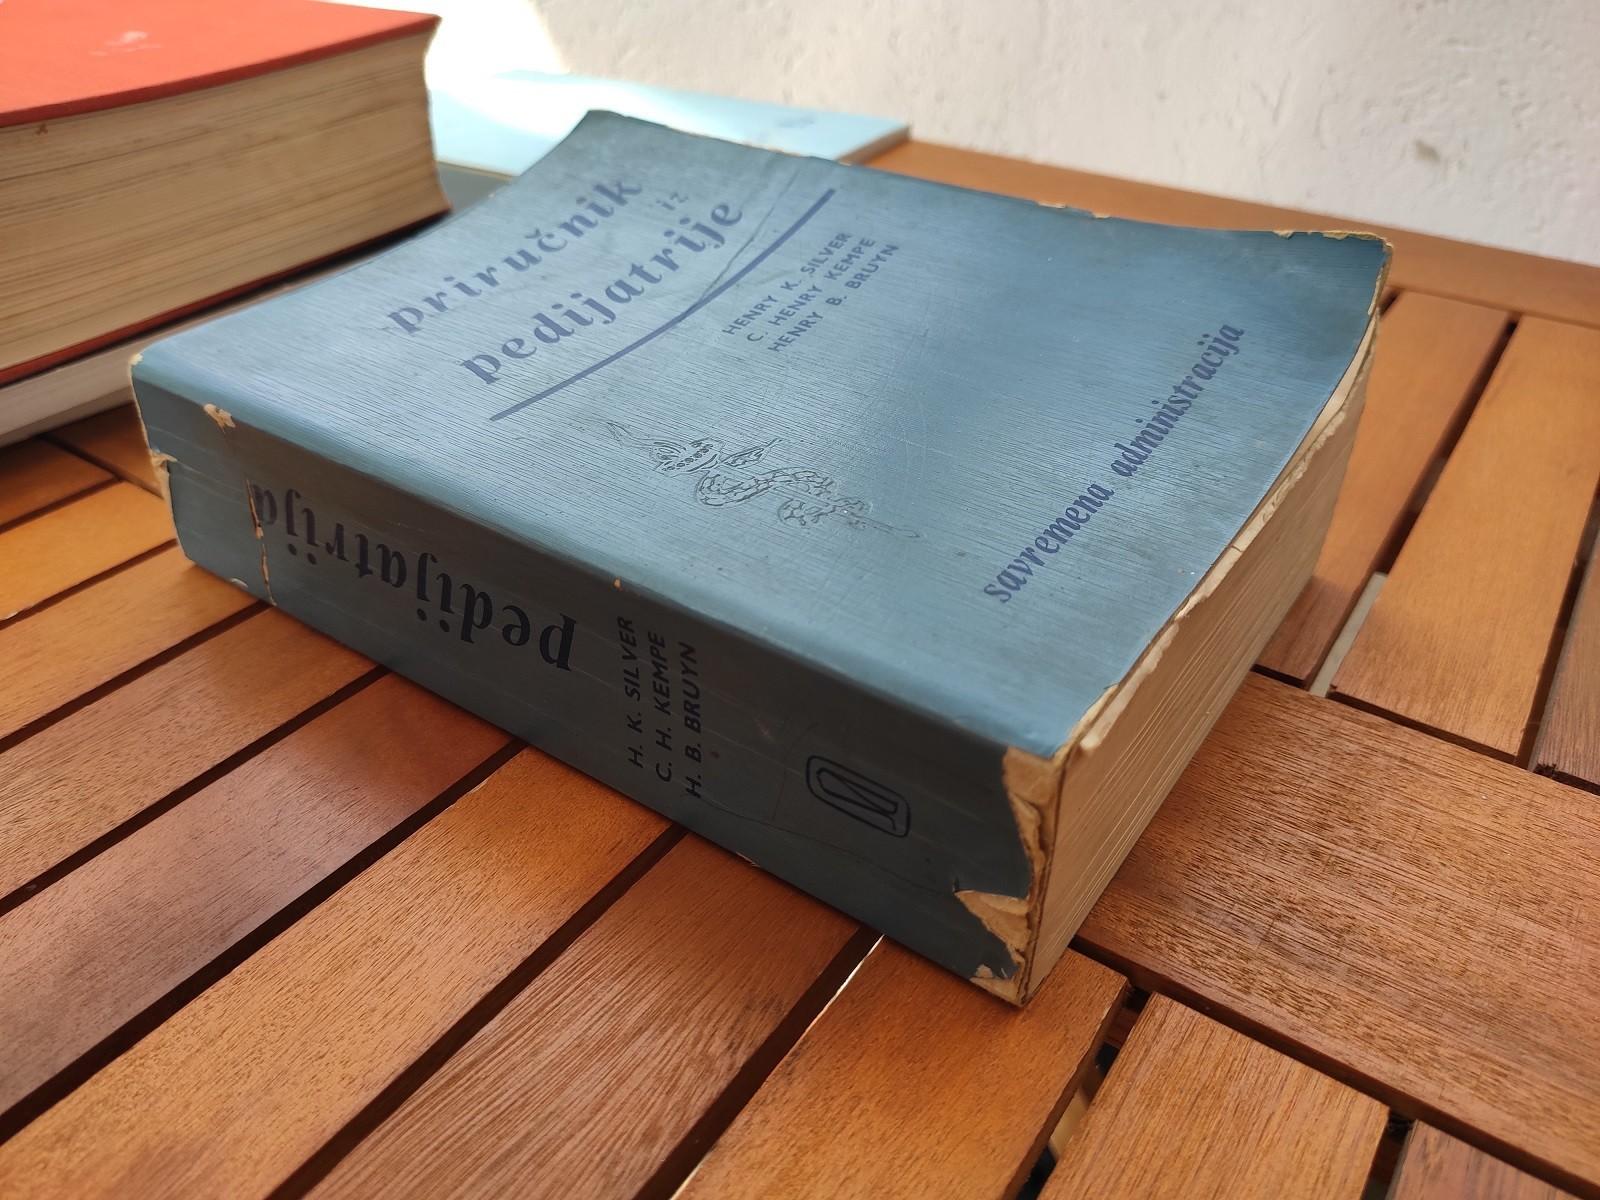 priručnik
iz
pedijatrije
HENRY K. SILVER
C. HENRY KEMPE
HENRY B. BRUYN
savremena administracija
pedijatrija
H. K. SILVER
C. H. KEMPE
H. B. BRUYN